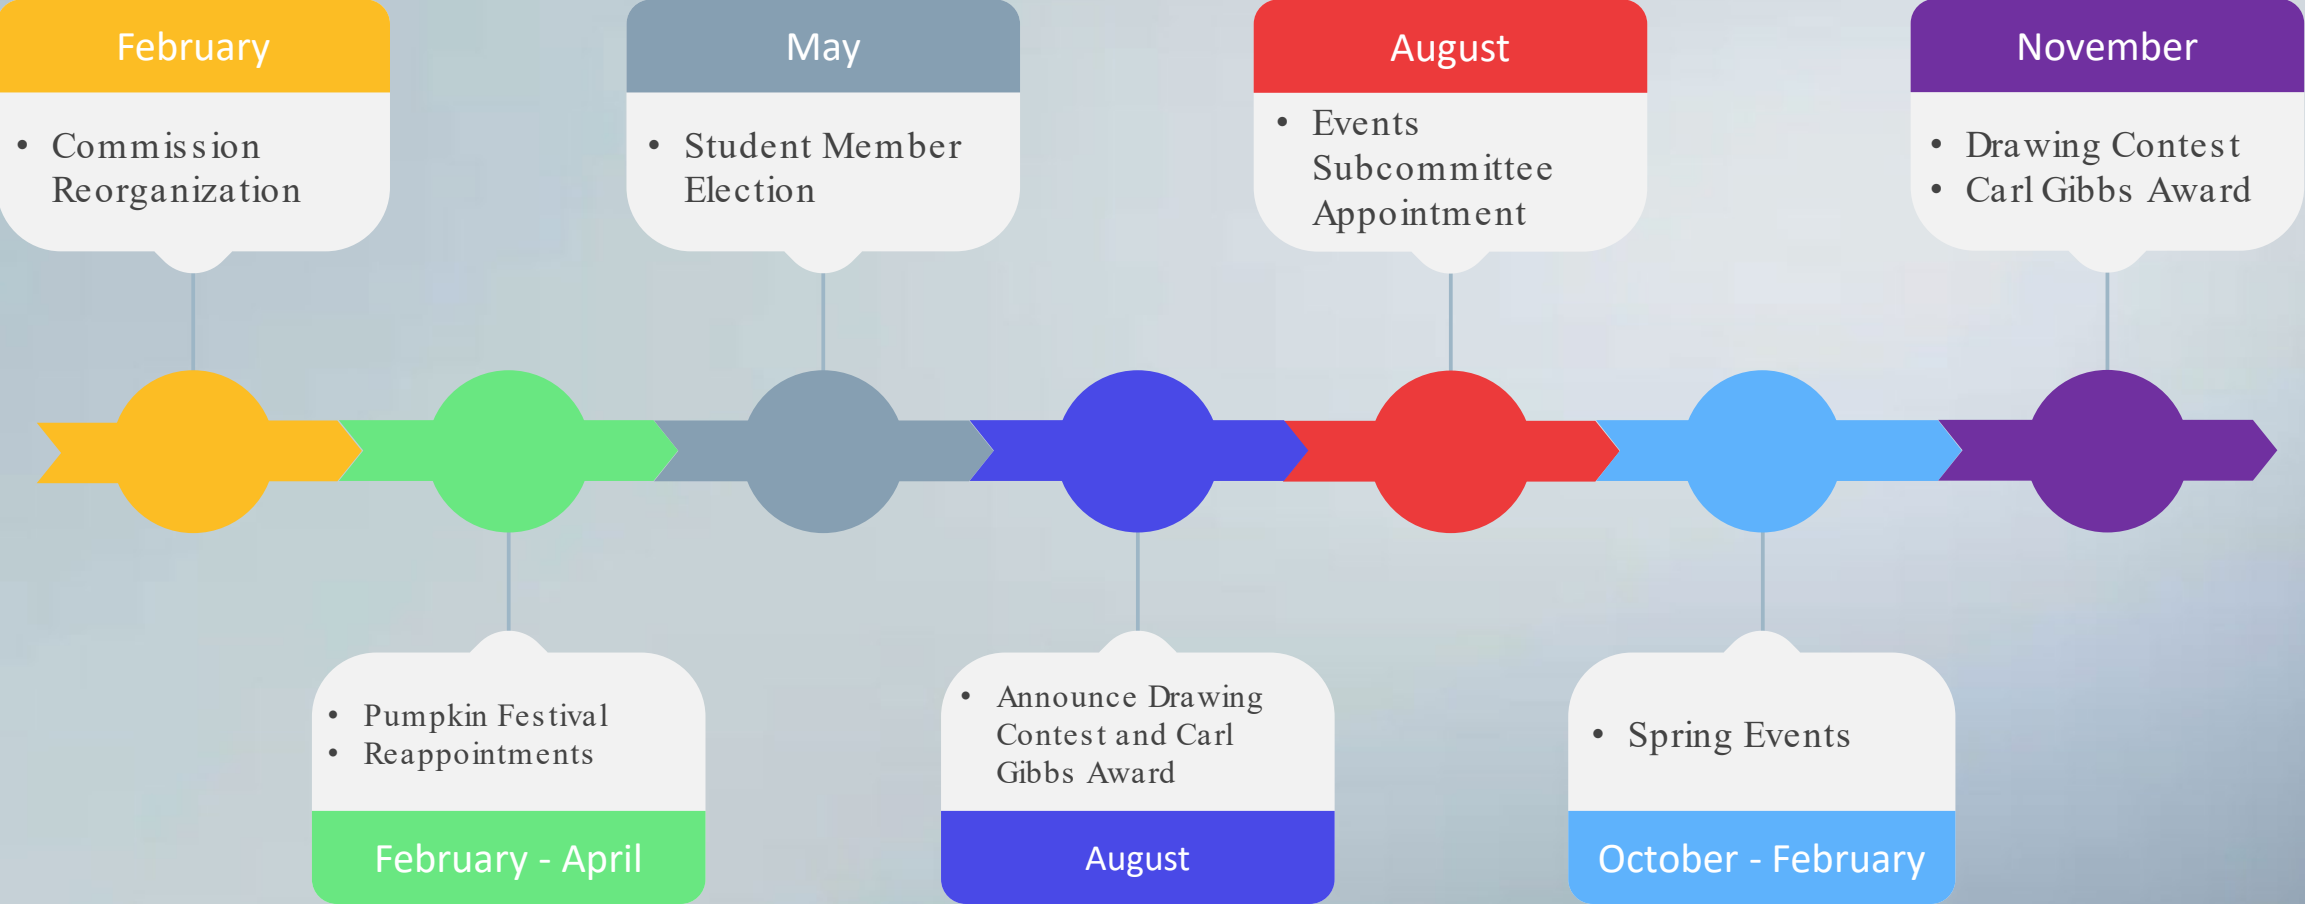 February
• Commission
Reorganization
May
• Student Member
Election
August
• Events
Subcommittee
Appointment
November
• Drawing Contest
• Carl Gibbs Award
• Pumpkin Festival
• Reappointments
February - April
• Announce Drawing
Contest and Carl
Gibbs Award
August
• Spring Events
October - February